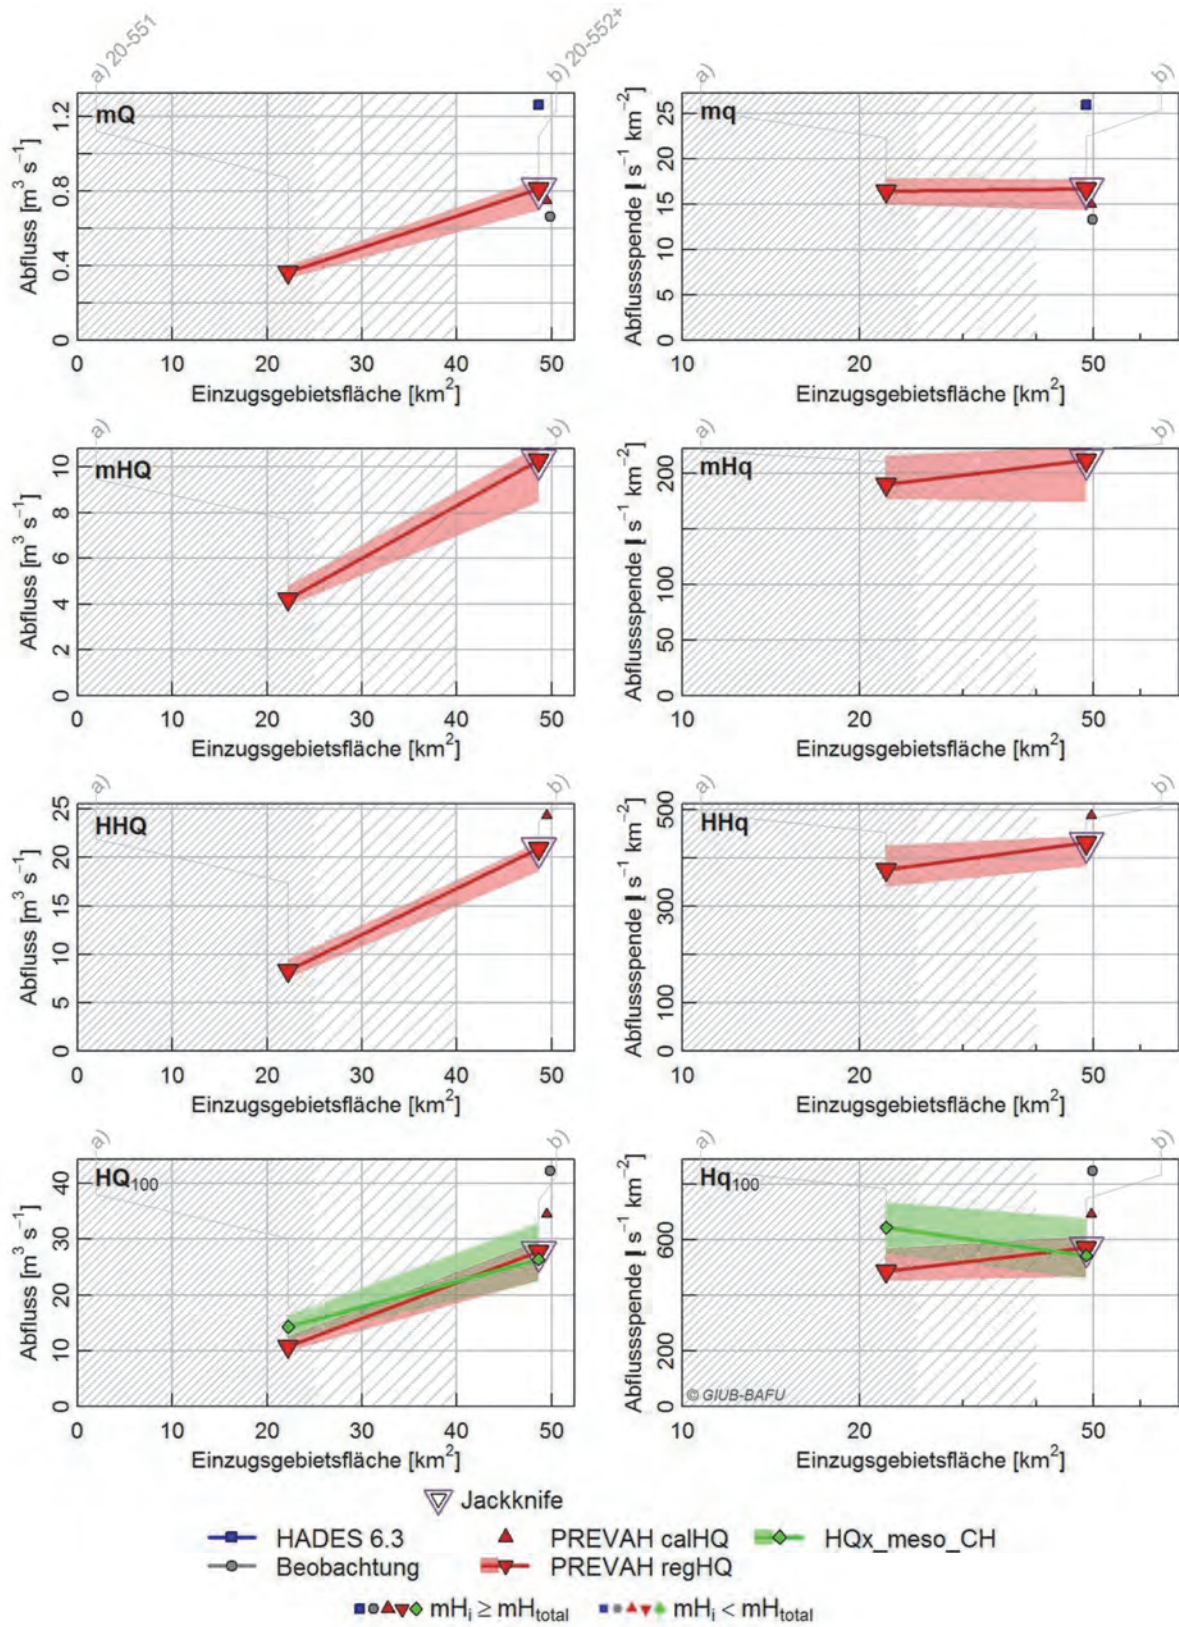 a) 20-551
b) 20-552+
a)
b)
mQ
Abfluss [m³ s⁻¹]
0 0.4 0.8 1.2
0 10 20 30 40 50
Einzugsgebietsfläche [km²]
mq
Abflussspende [l s⁻¹ km⁻²]
0 5 10 15 20 25
10 20 50
Einzugsgebietsfläche [km²]
a)
b)
a)
b)
mHQ
Abfluss [m³ s⁻¹]
0 2 4 6 8 10
0 10 20 30 40 50
Einzugsgebietsfläche [km²]
mHq
Abflussspende [l s⁻¹ km⁻²]
0 50 100 200
10 20 50
Einzugsgebietsfläche [km²]
a)
b)
a)
b)
HHQ
Abfluss [m³ s⁻¹]
0 5 10 15 20 25
0 10 20 30 40 50
Einzugsgebietsfläche [km²]
HHq
Abflussspende [l s⁻¹ km⁻²]
0 100 300 500
10 20 50
Einzugsgebietsfläche [km²]
a)
b)
a)
b)
HQ₁₀₀
Abfluss [m³ s⁻¹]
0 10 20 30 40
0 10 20 30 40 50
Einzugsgebietsfläche [km²]
Hq₁₀₀
Abflussspende [l s⁻¹ km⁻²]
0 200 600
© GIUB-BAFU
10 20 50
Einzugsgebietsfläche [km²]
Jackknife
HADES 6.3 PREVAH calHQ HQx_meso_CH
Beobachtung PREVAH regHQ
mHᵢ ≥ mH_total mHᵢ < mH_total